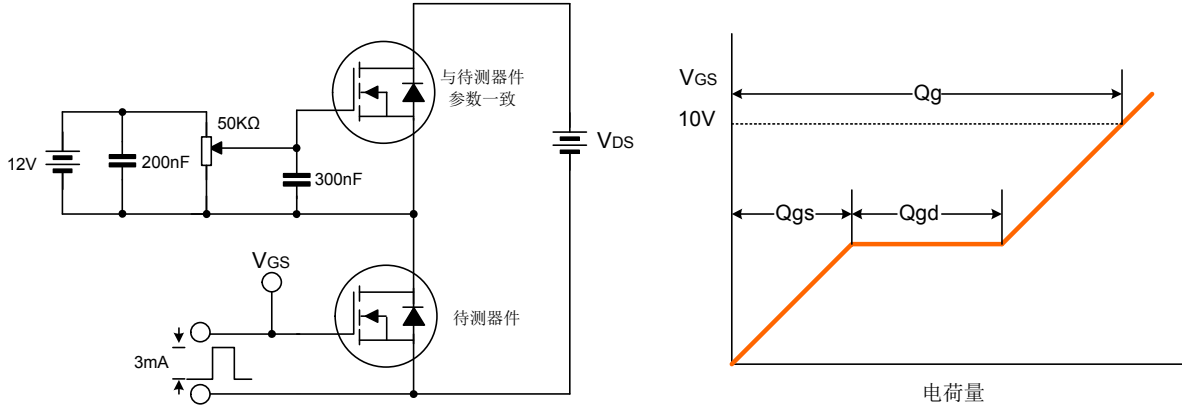 与待测器件
参数一致
50KΩ
12V
200nF
300nF
VDS
VGS
待测器件
3mA
VGS
10V
Qg
Qgs
Qgd
电荷量